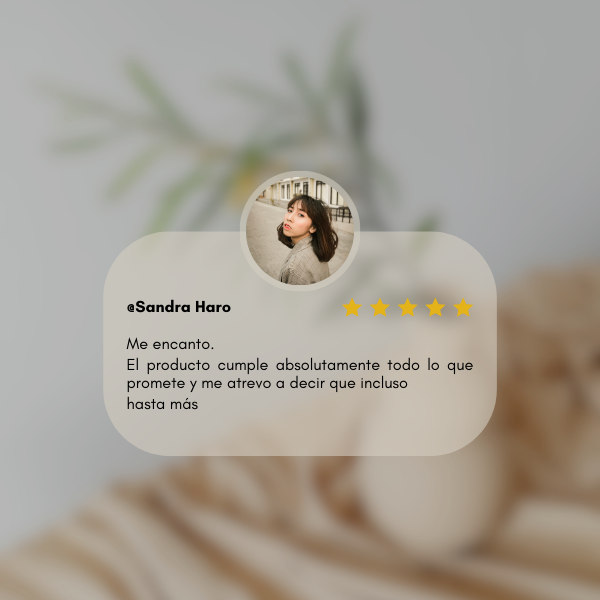 @Sandra Haro
Me encanto.
El producto cumple absolutamente todo lo que
promete y me atrevo a decir que incluso
hasta más